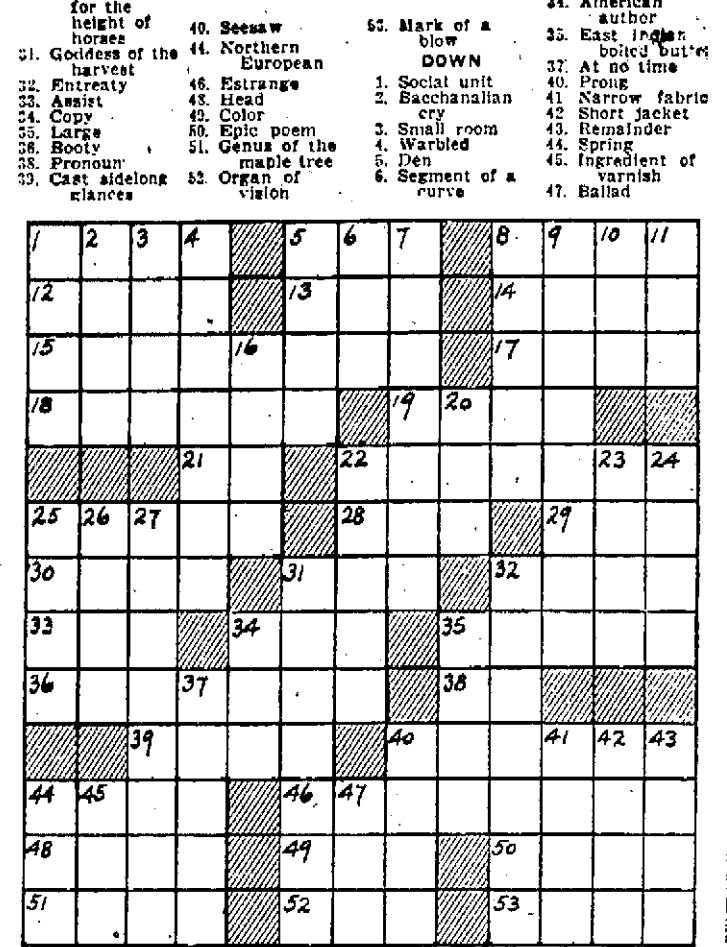 for the
height of
horses
31. Goddess of the
harvest
32. Entreaty
33. Assist
34. Copy
35. Large
36. Booty
38. Pronoun
39. Cast sidelong
glances
40. Seesaw
44. Northern
European
46. Estrange
48. Head
49. Color
50. Epic poem
51. Genus of the
maple tree
52. Organ of
vision
53. Mark of a
blow
DOWN
1. Social unit
2. Bacchanalian
cry
3. Small room
4. Warbled
5. Den
6. Segment of a
curve
34. American
author
35. East Indian
boiled butter
37. At no time
40. Prong
41 Narrow fabric
42 Short jacket
43. Remainder
44. Spring
45. Ingredient of
varnish
47. Ballad
1 2 3 4 5 6 7 8 9 10 11
12 13 14
15 16 17
18 19 20
21 22 23 24
25 26 27 28 29
30 31 32
33 34 35
36 37 38
39 40 41 42 43
44 45 46 47
48 49 50
51 52 53